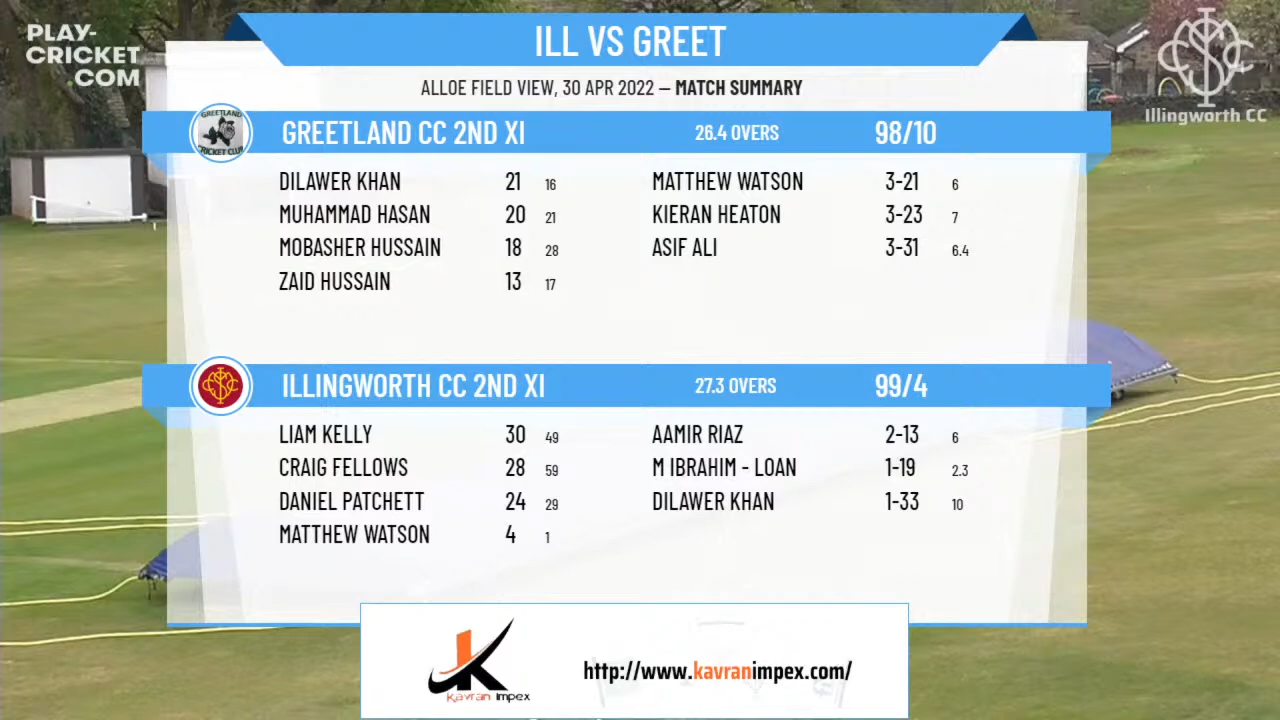 PLAY-
CRICKET
.COM
ILL VS GREET
Illingworth CC
ALLOE FIELD VIEW, 30 APR 2022 – MATCH SUMMARY
GREETLAND CRICKET CLUB
GREETLAND CC 2ND XI 26.4 OVERS 98/10
DILAWER KHAN 21 16 MATTHEW WATSON 3-21 6
MUHAMMAD HASAN 20 21 KIERAN HEATON 3-23 7
MOBASHER HUSSAIN 18 28 ASIF ALI 3-31 6.4
ZAID HUSSAIN 13 17
ILLINGWORTH CC 2ND XI 27.3 OVERS 99/4
LIAM KELLY 30 49 AAMIR RIAZ 2-13 6
CRAIG FELLOWS 28 59 M IBRAHIM - LOAN 1-19 2.3
DANIEL PATCHETT 24 29 DILAWER KHAN 1-33 10
MATTHEW WATSON 4 1
Kavran Impex
http://www.kavranimpex.com/